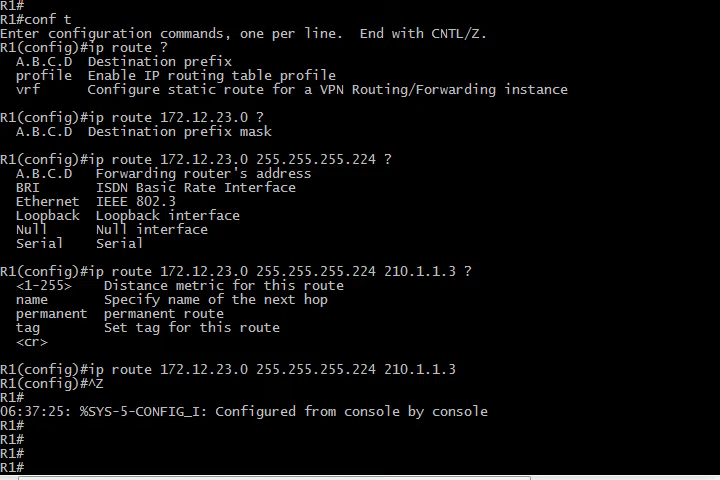 R1#
R1#conf t
Enter configuration commands, one per line.  End with CNTL/Z.
R1(config)#ip route ?
  A.B.C.D  Destination prefix
  profile  Enable IP routing table profile
  vrf      Configure static route for a VPN Routing/Forwarding instance

R1(config)#ip route 172.12.23.0 ?
  A.B.C.D  Destination prefix mask

R1(config)#ip route 172.12.23.0 255.255.255.224 ?
  A.B.C.D   Forwarding router's address
  BRI       ISDN Basic Rate Interface
  Ethernet  IEEE 802.3
  Loopback  Loopback interface
  Null      Null interface
  Serial    Serial

R1(config)#ip route 172.12.23.0 255.255.255.224 210.1.1.3 ?
  <1-255>    Distance metric for this route
  name       Specify name of the next hop
  permanent  permanent route
  tag        Set tag for this route
  <cr>

R1(config)#ip route 172.12.23.0 255.255.255.224 210.1.1.3
R1(config)#^Z
R1#
06:37:25: %SYS-5-CONFIG_I: Configured from console by console
R1#
R1#
R1#
R1#